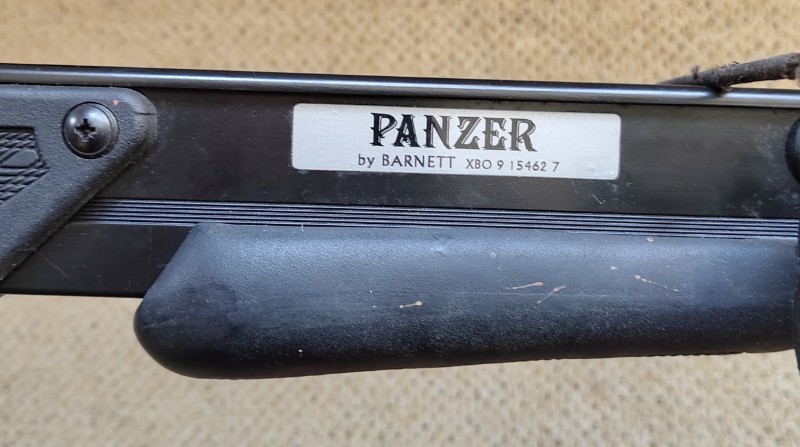 PANZER
by BARNETT XBO 9 15462 7